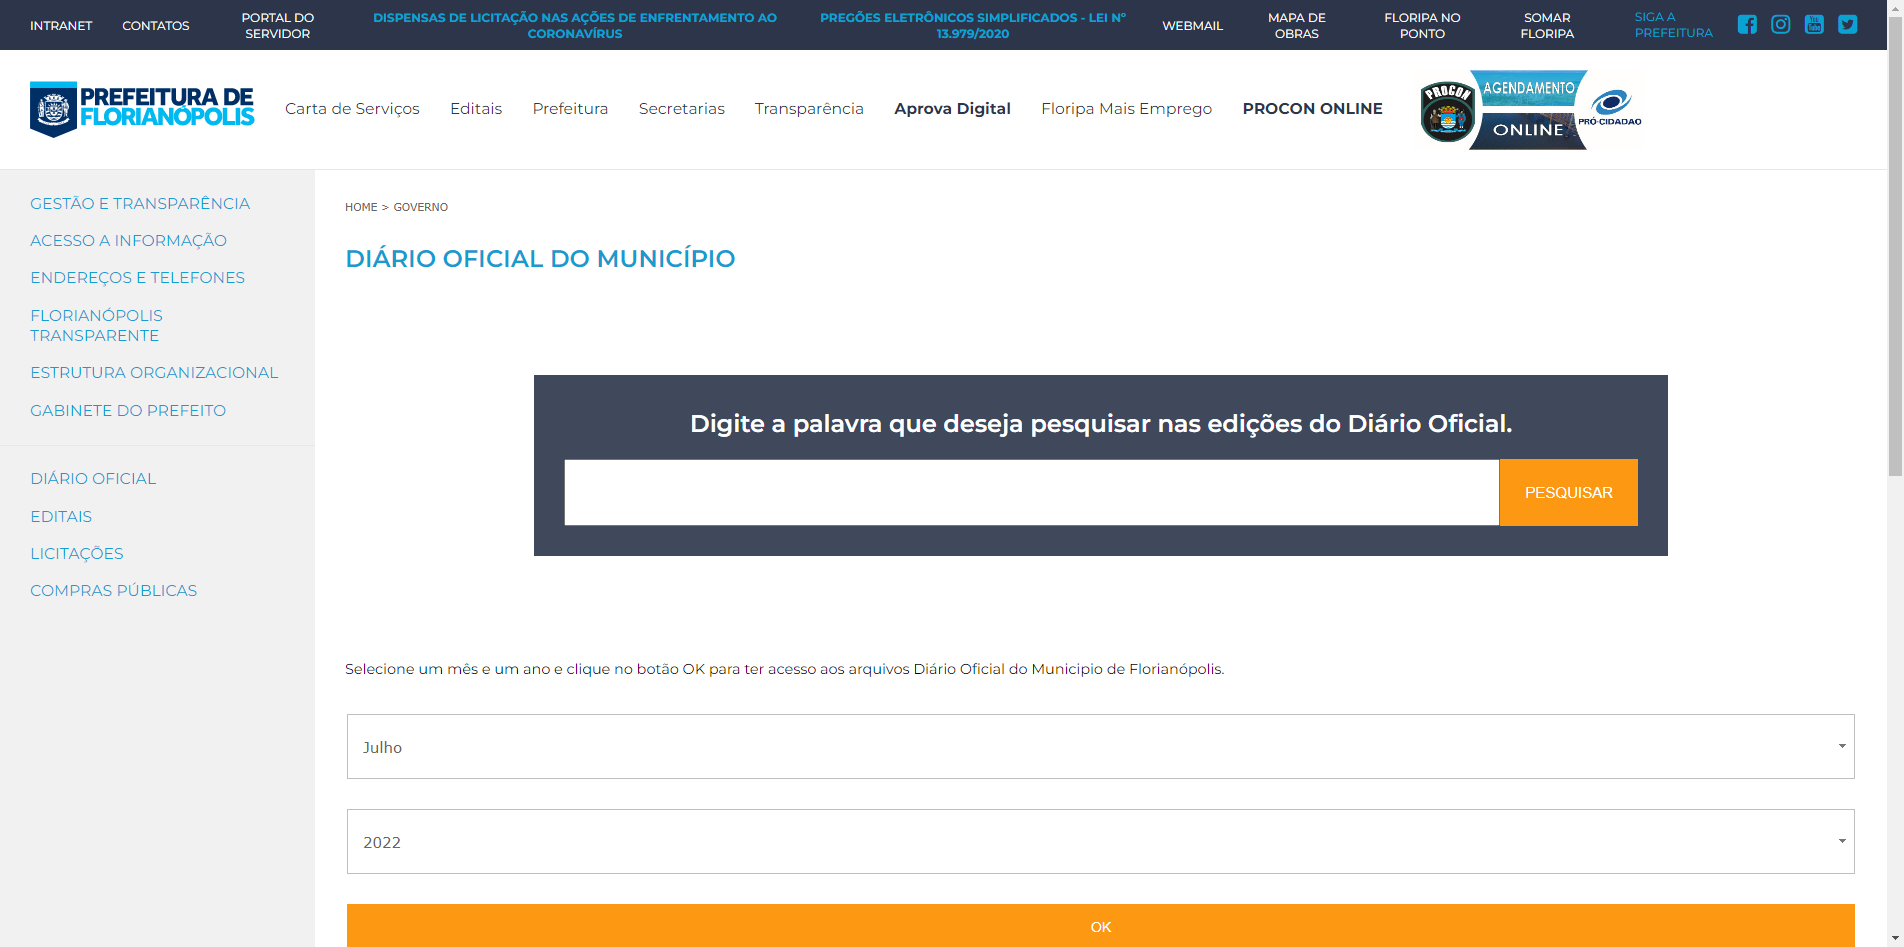 INTRANET
CONTATOS
PORTAL DO
SERVIDOR
DISPENSAS DE LICITAÇÃO NAS AÇÕES DE ENFRENTAMENTO AO
CORONAVÍRUS
PREGÕES ELETRÔNICOS SIMPLIFICADOS - LEI Nº
13.979/2020
WEBMAIL
MAPA DE
OBRAS
FLORIPA NO
PONTO
SOMAR
FLORIPA
SIGA A
PREFEITURA
PREFEITURA DE
FLORIANÓPOLIS
Carta de Serviços
Editais
Prefeitura
Secretarias
Transparência
Aprova Digital
Floripa Mais Emprego
PROCON ONLINE
PROCON
AGENDAMENTO
ONLINE
PRÓ-CIDADAO
GESTÃO E TRANSPARÊNCIA
ACESSO A INFORMAÇÃO
ENDEREÇOS E TELEFONES
FLORIANÓPOLIS
TRANSPARENTE
ESTRUTURA ORGANIZACIONAL
GABINETE DO PREFEITO
DIÁRIO OFICIAL
EDITAIS
LICITAÇÕES
COMPRAS PÚBLICAS
HOME > GOVERNO
DIÁRIO OFICIAL DO MUNICÍPIO
Digite a palavra que deseja pesquisar nas edições do Diário Oficial.
PESQUISAR
Selecione um mês e um ano e clique no botão OK para ter acesso aos arquivos Diário Oficial do Municipio de Florianópolis.
Julho
2022
OK